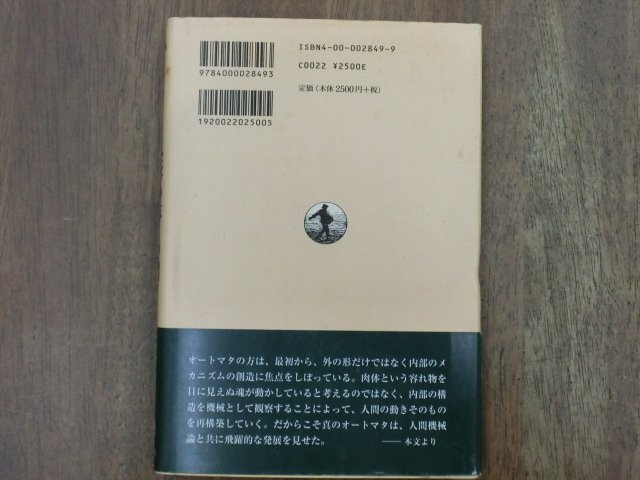 ISBN4-00-002849-9
C0022 ¥2500E
定価(本体2500円+税)
9784000028493
1920022025005
オートマタの方は、最初から、外の形だけではなく内部のメ
カニズムの創造に焦点をしぼっている。肉体という容れ物を
目に見えぬ魂が動かしていると考えるのではなく、内部の構
造を機械として観察することによって、人間の動きそのもの
を再構築していく。だからこそ真のオートマタは、人間機械
論と共に飛躍的な発展を見せた。
——本文より